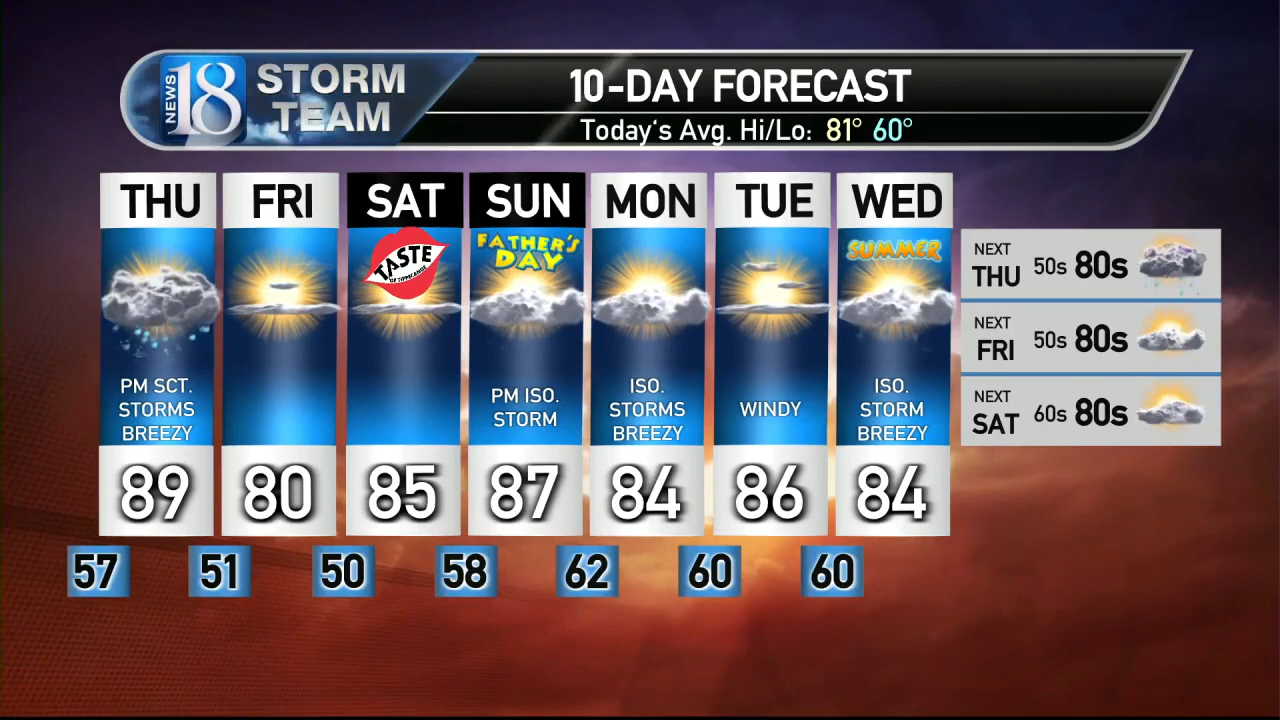 NEWS 18 STORM TEAM
10-DAY FORECAST
Today's Avg. Hi/Lo: 81° 60°
THU
FRI
SAT
SUN
MON
TUE
WED
TASTE
OF TIPPECANOE
FATHER'S
DAY
SUMMER
PM SCT.
STORMS
BREEZY
PM ISO.
STORM
ISO.
STORMS
BREEZY
WINDY
ISO.
STORM
BREEZY
89
80
85
87
84
86
84
57
51
50
58
62
60
60
NEXT
THU 50s 80s
NEXT
FRI 50s 80s
NEXT
SAT 60s 80s